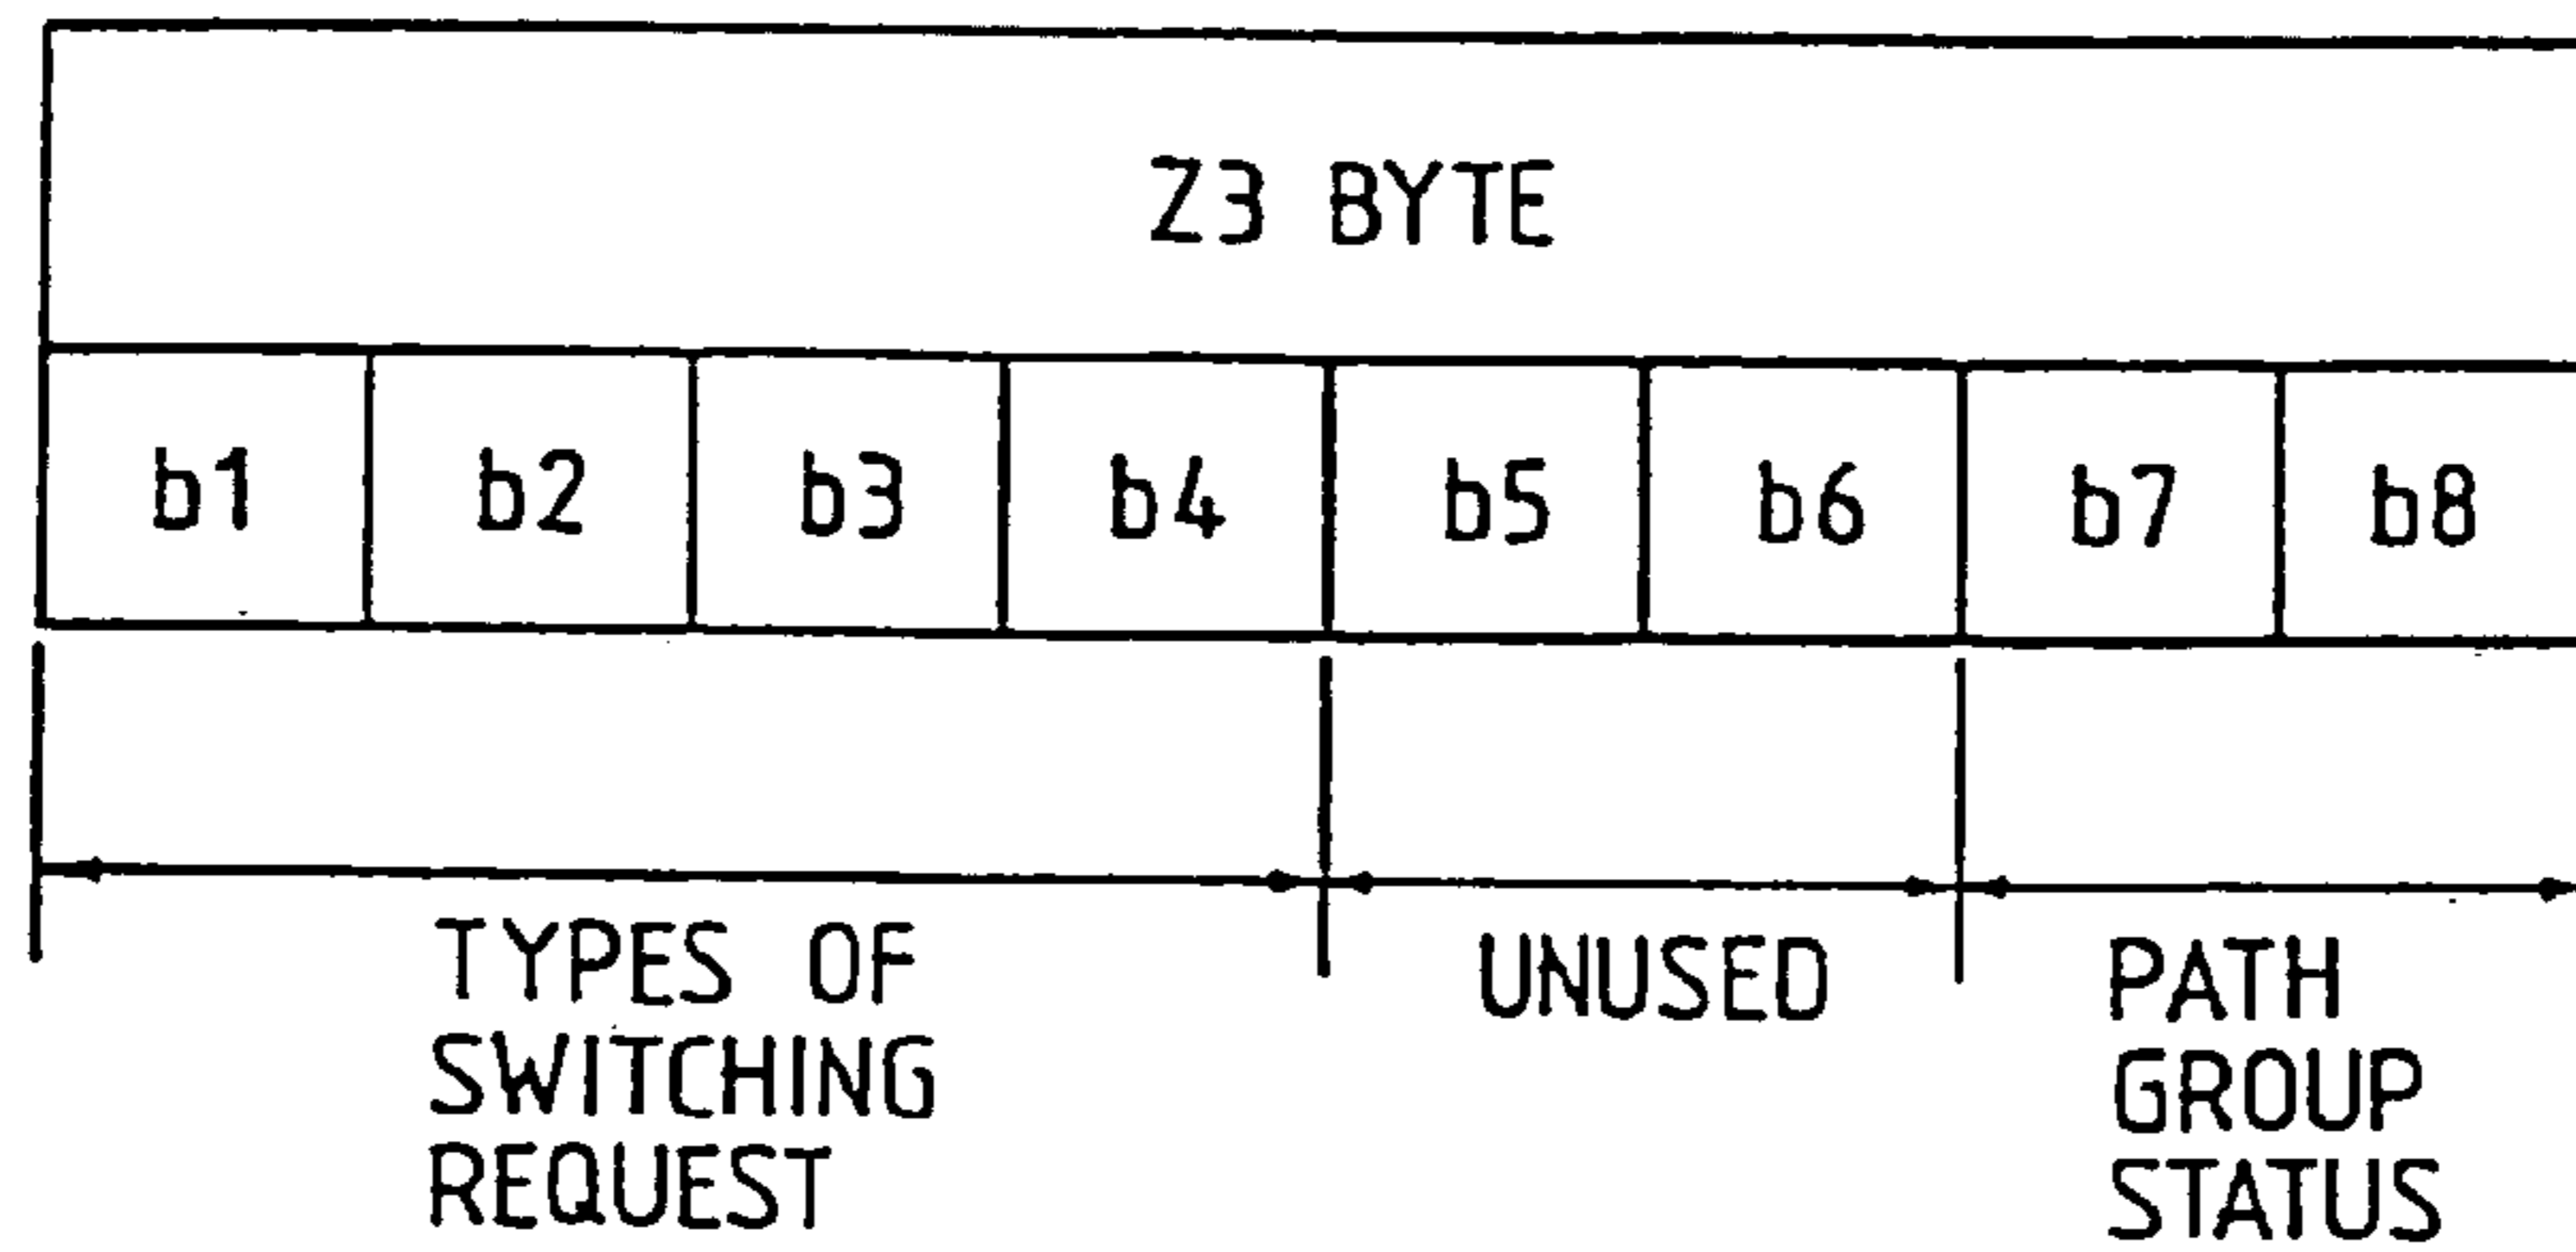 Z3 BYTE
b1 b2 b3 b4 b5 b6 b7 b8
TYPES OF
SWITCHING
REQUEST
UNUSED
PATH
GROUP
STATUS